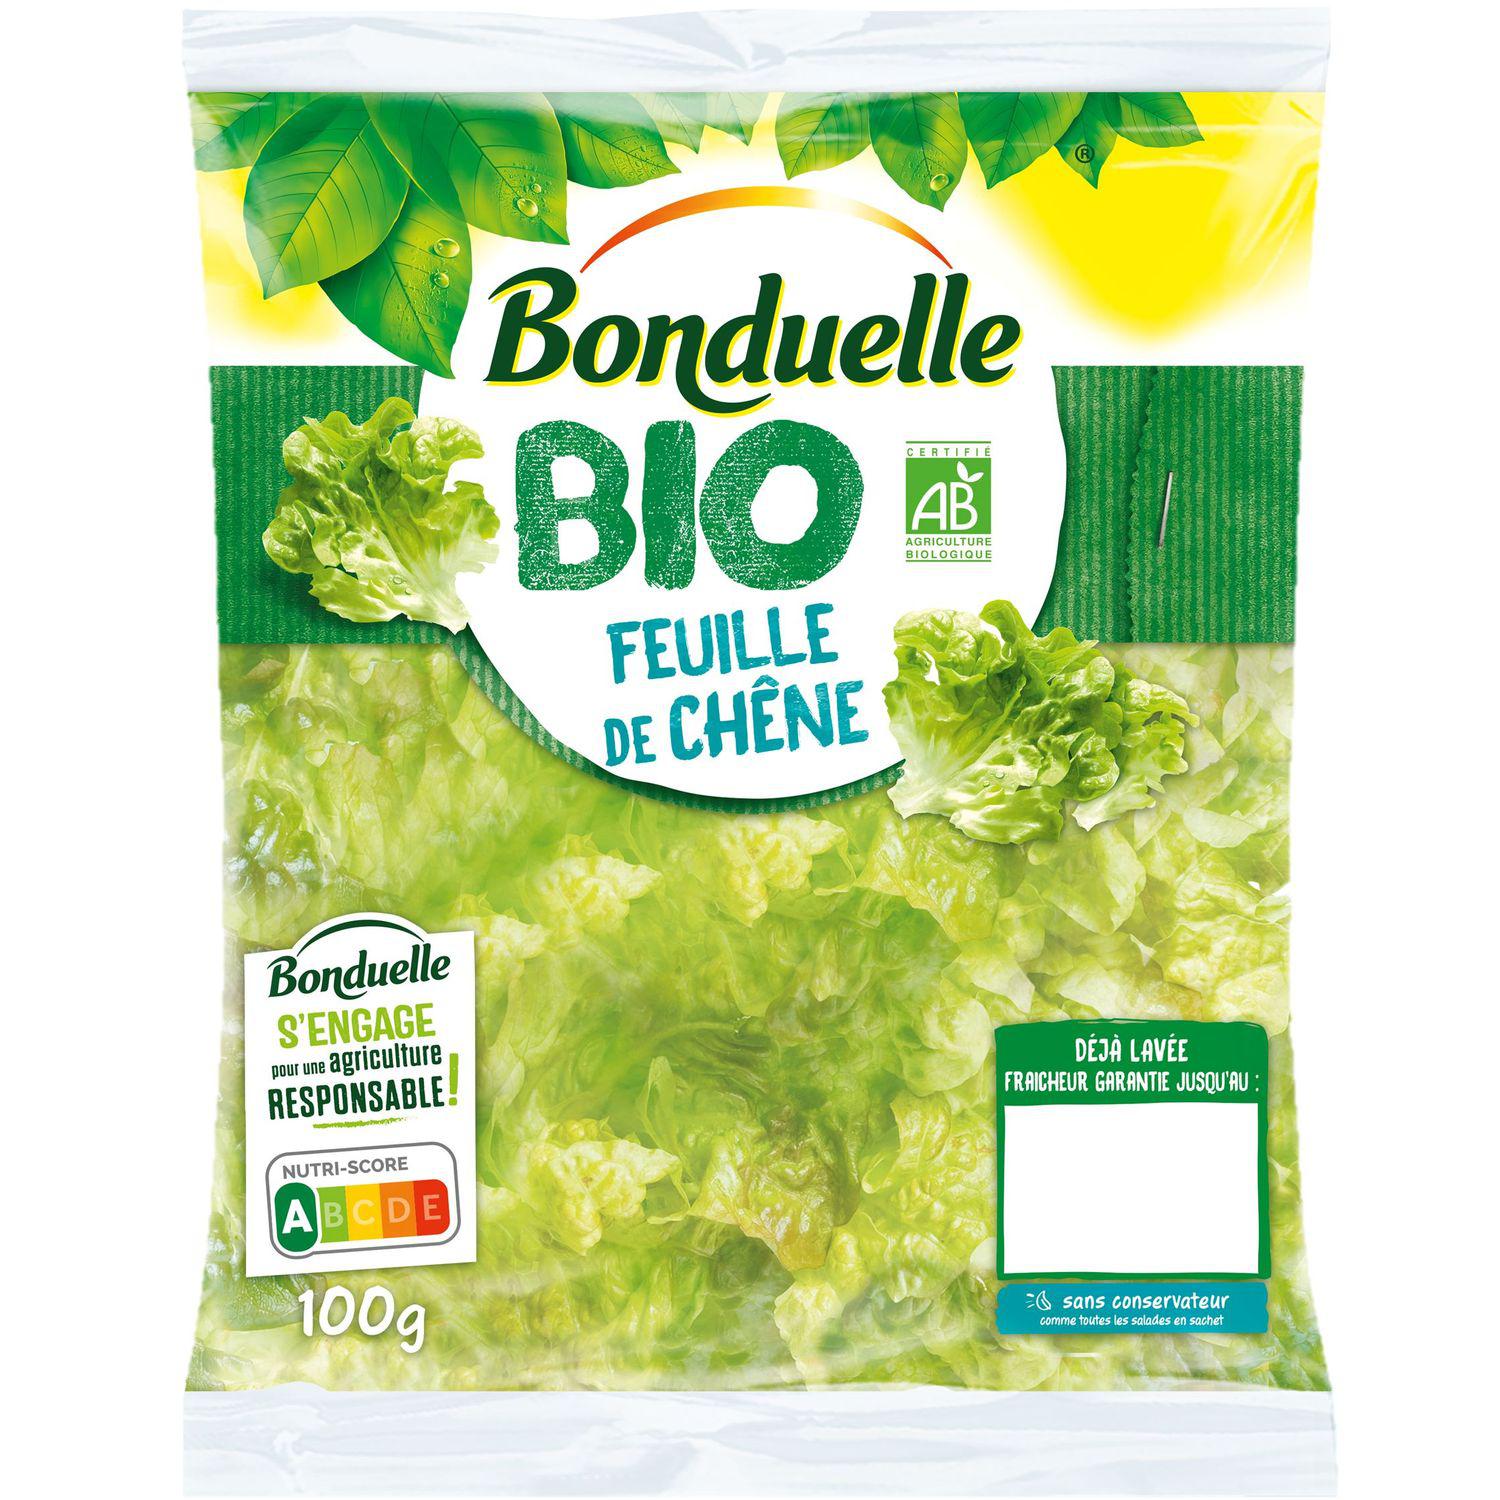 ®
Bonduelle
BIO
CERTIFIÉ
AB
AGRICULTURE
BIOLOGIQUE
FEUILLE
DE CHÊNE
Bonduelle
S'ENGAGE
pour une agriculture
RESPONSABLE !
NUTRI-SCORE
A B C D E
100g
DÉJÀ LAVÉE
FRAICHEUR GARANTIE JUSQU'AU :
sans conservateur
comme toutes les salades en sachet